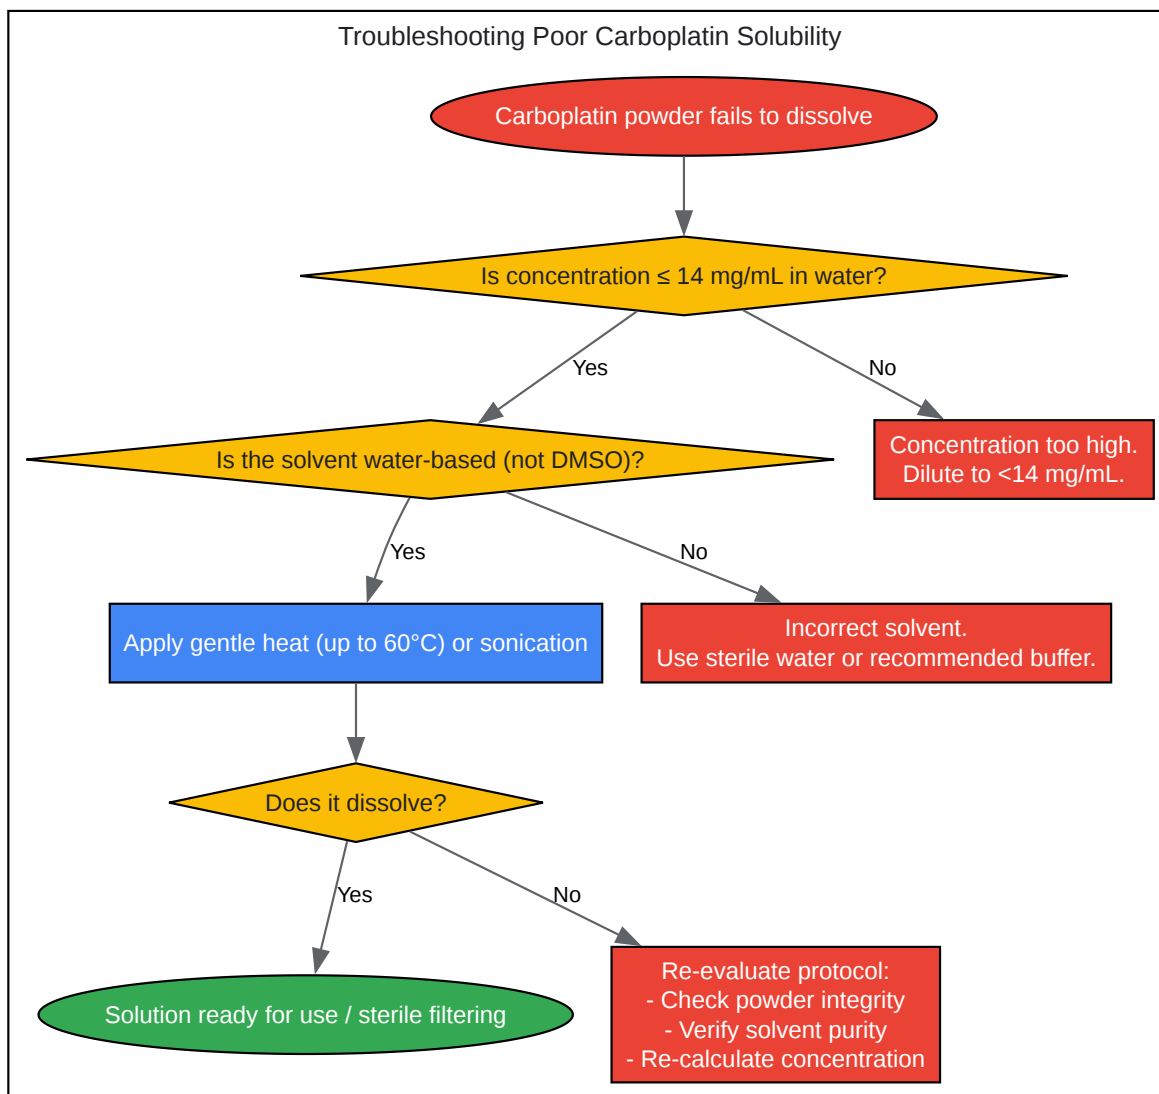 Troubleshooting Poor Carboplatin Solubility
Carboplatin powder fails to dissolve
Is concentration ≤ 14 mg/mL in water?
Yes
No
Is the solvent water-based (not DMSO)?
Concentration too high.
Dilute to <14 mg/mL.
Yes
No
Apply gentle heat (up to 60°C) or sonication
Incorrect solvent.
Use sterile water or recommended buffer.
Does it dissolve?
Yes
No
Solution ready for use / sterile filtering
Re-evaluate protocol:
- Check powder integrity
- Verify solvent purity
- Re-calculate concentration